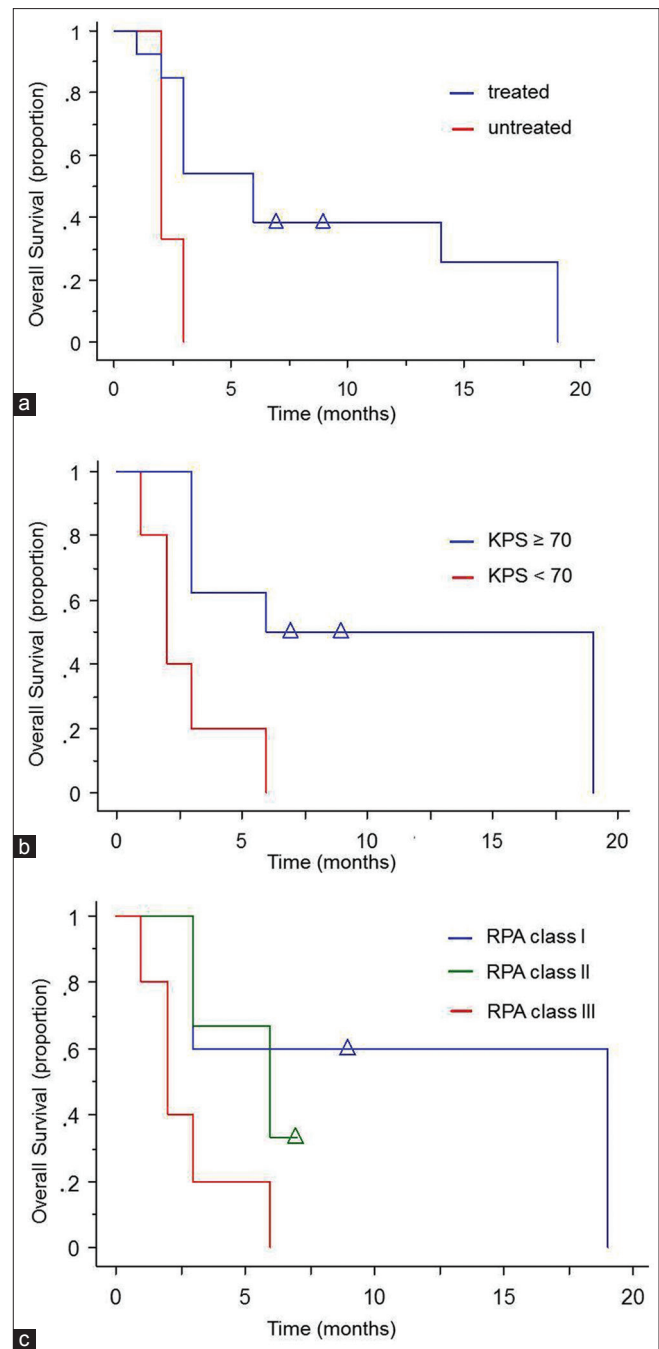 1
.8
.6
.4
.2
0
Overall Survival (proportion)
treated
untreated
0 5 10 15 20
Time (months)
a
1
.8
.6
.4
.2
0
Overall Survival (proportion)
KPS ≥ 70
KPS < 70
0 5 10 15 20
Time (months)
b
1
.8
.6
.4
.2
0
Overall Survival (proportion)
RPA class I
RPA class II
RPA class III
0 5 10 15 20
Time (months)
c